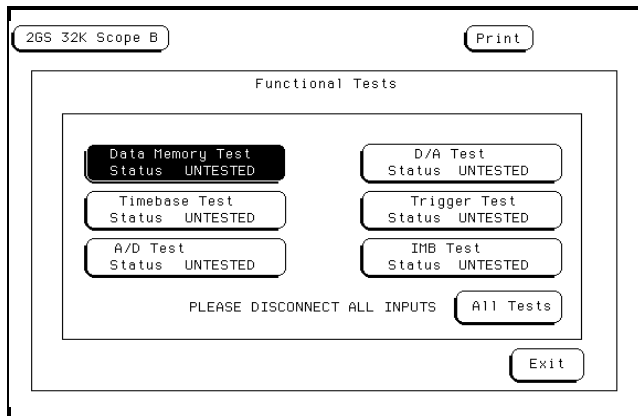 2GS 32K Scope B
Print
Functional Tests
Data Memory Test
Status UNTESTED
D/A Test
Status UNTESTED
Timebase Test
Status UNTESTED
Trigger Test
Status UNTESTED
A/D Test
Status UNTESTED
IMB Test
Status UNTESTED
PLEASE DISCONNECT ALL INPUTS
All Tests
Exit